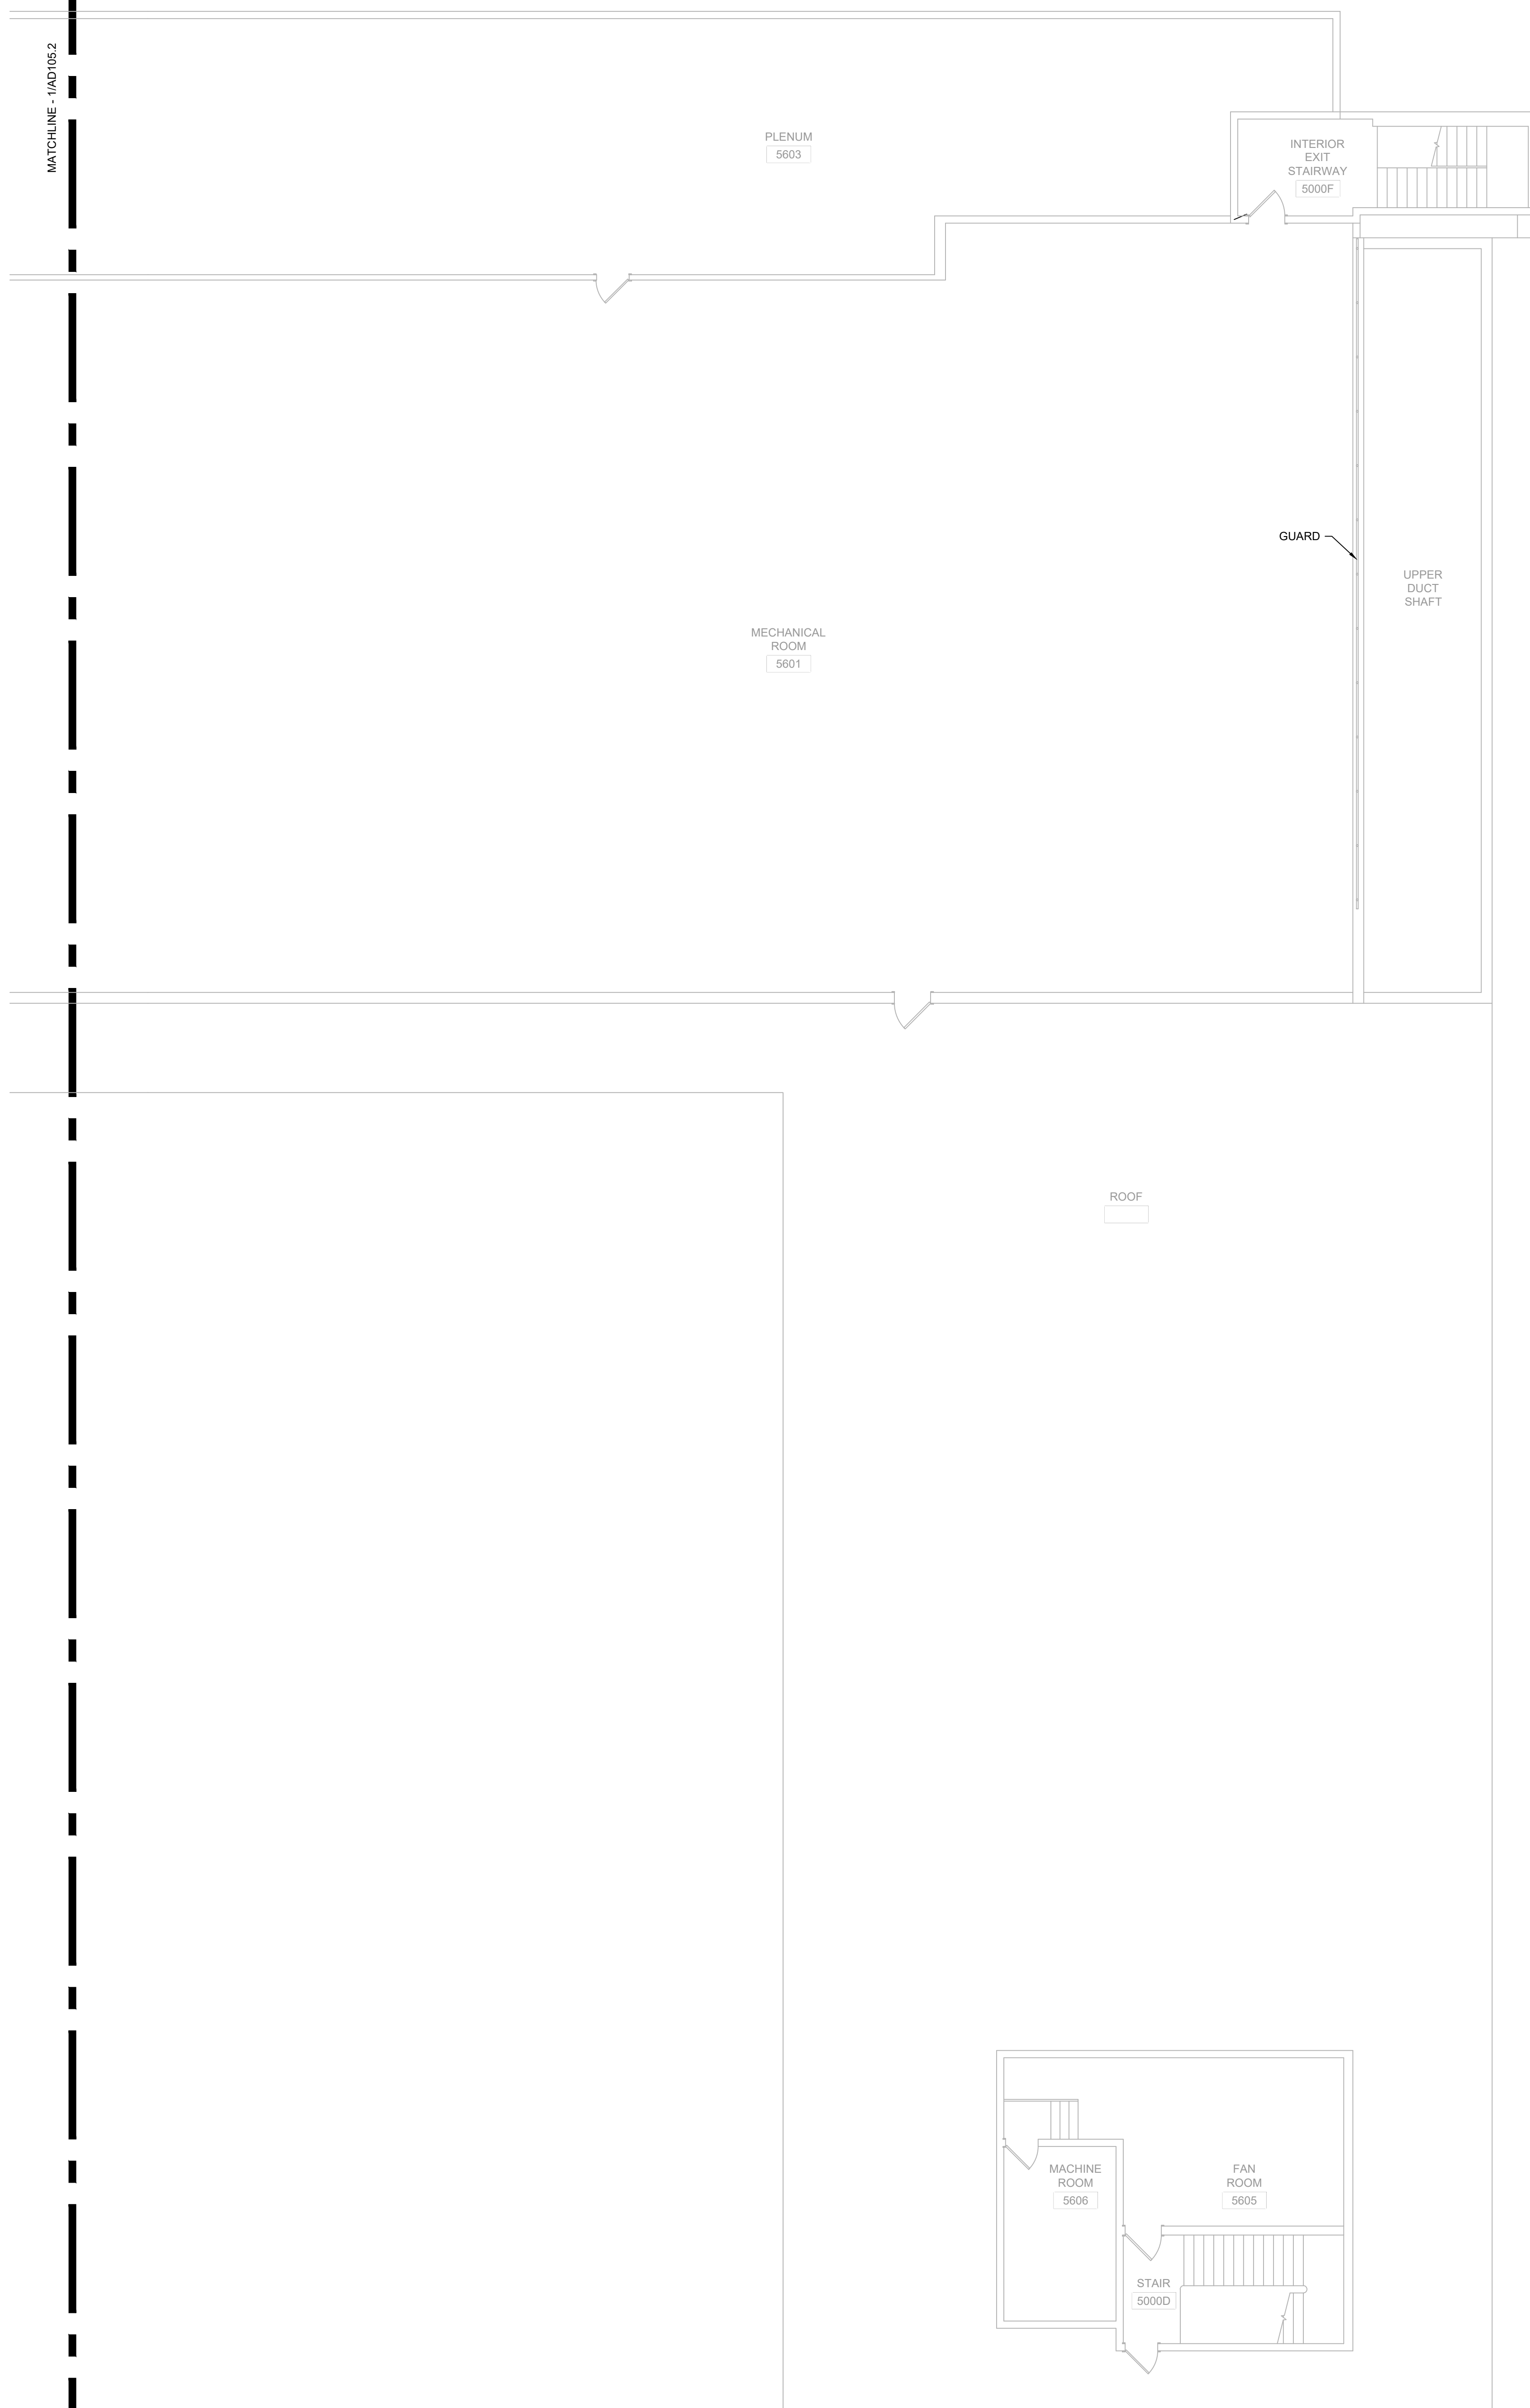 MATCHLINE - 1/AD105.2
PLENUM
5603
INTERIOR
EXIT
STAIRWAY
5000F
GUARD
UPPER
DUCT
SHAFT
MECHANICAL
ROOM
5601
ROOF
MACHINE
ROOM
5606
FAN
ROOM
5605
STAIR
5000D